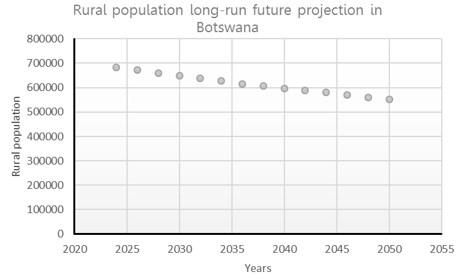 Rural population long-run future projection in
Botswana
800000
700000
600000
500000
400000
300000
200000
100000
0
Rural population
2020 2025 2030 2035 2040 2045 2050 2055
Years